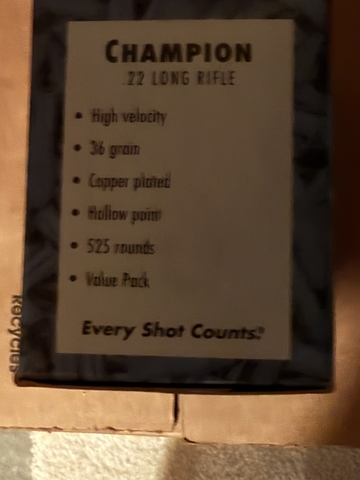 CHAMPION
.22 LONG RIFLE
• High velocity
• 36 grain
• Copper plated
• Hollow point
• 525 rounds
• Value Pack
Every Shot Counts.®
Recycles